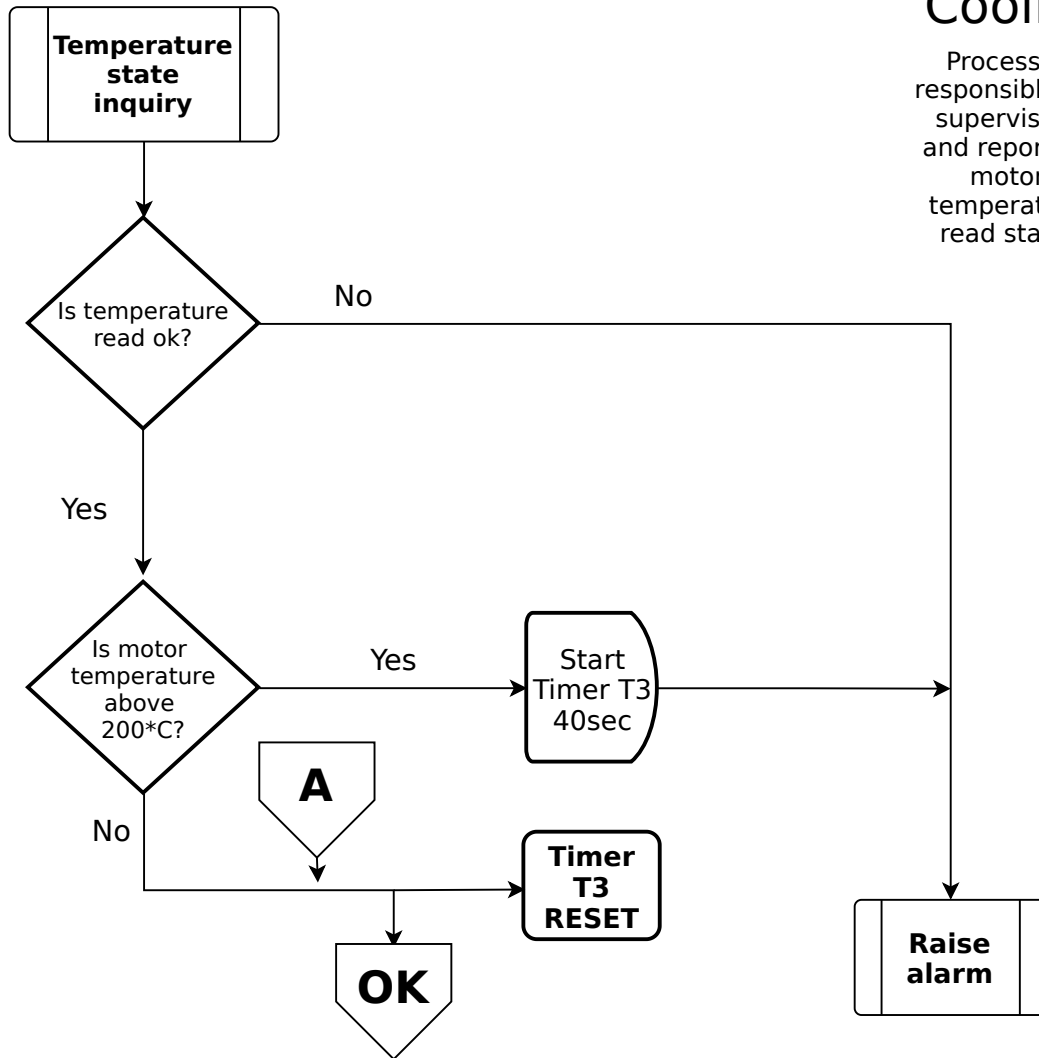 Cooli
Temperature
state
inquiry
Process
responsibl
supervis
and repor
motor
temperat
read sta
No
Is temperature
read ok?
Yes
Is motor
temperature
above
200*C?
Yes
Start
Timer T3
40sec
A
No
Timer
T3
RESET
OK
Raise
alarm